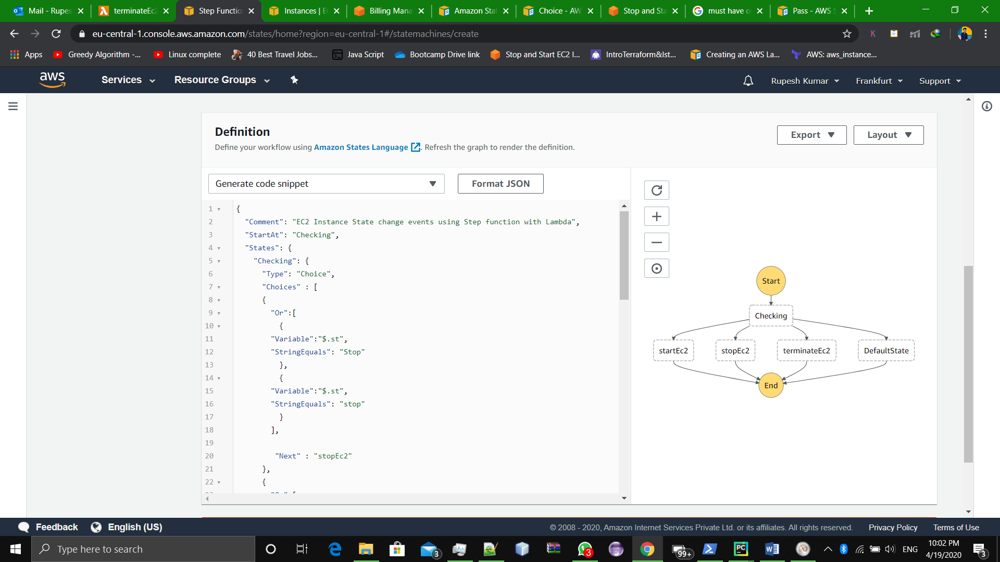 Mail - Rupes
terminateEc2
Step Functio
Instances | E
Billing Mana
Amazon Stat
Choice - AW
Stop and Sta
must have o
Pass - AWS S
eu-central-1.console.aws.amazon.com/states/home?region=eu-central-1#/statemachines/create
K
Apps
Greedy Algorithm -...
Linux complete
40 Best Travel Jobs...
Java Script
Bootcamp Drive link
Stop and Start EC2 I...
IntroTerraform&Ist...
Creating an AWS La...
AWS: aws_instance...
aws
Services
Resource Groups
Rupesh Kumar
Frankfurt
Support
Definition
Define your workflow using Amazon States Language . Refresh the graph to render the definition.
Export
Layout
Generate code snippet
Format JSON
1 {
2 "Comment": "EC2 Instance State change events using Step function with Lambda",
3 "StartAt": "Checking",
4 "States": {
5 "Checking": {
6 "Type": "Choice",
7 "Choices" : [
8 {
9 "Or":[
10 {
11 "Variable":"$.st",
12 "StringEquals": "Stop"
13 },
14 {
15 "Variable":"$.st",
16 "StringEquals": "stop"
17 }
18 ],
19
20 "Next" : "stopEc2"
21 },
22 {
Start
Checking
startEc2
stopEc2
terminateEc2
DefaultState
End
Feedback
English (US)
© 2008 - 2020, Amazon Internet Services Private Ltd. or its affiliates. All rights reserved.
Privacy Policy
Terms of Use
Type here to search
3
3
99+
PC
W
ENG
10:02 PM
4/19/2020
3